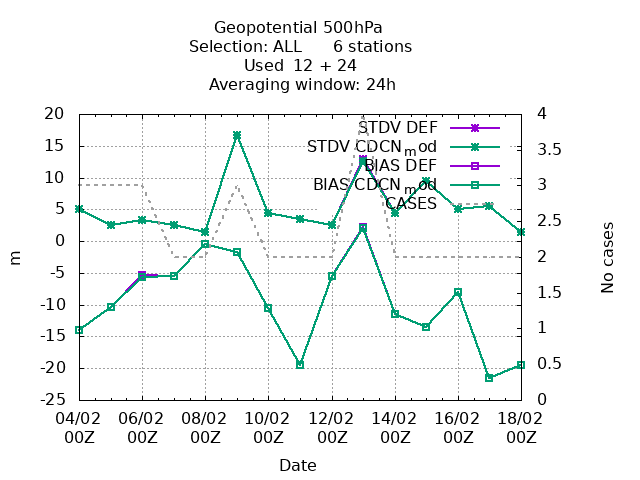 Geopotential 500hPa
Selection: ALL      6 stations
Used  12 + 24
Averaging window: 24h
STDV DEF
STDV CDCN_mod
BIAS DEF
BIAS CDCN_mod
CASES
20
15
10
5
0
-5
-10
-15
-20
-25
m
4
3.5
3
2.5
2
1.5
1
0.5
0
No cases
04/02 06/02 08/02 10/02 12/02 14/02 16/02 18/02
00Z 00Z 00Z 00Z 00Z 00Z 00Z 00Z
Date